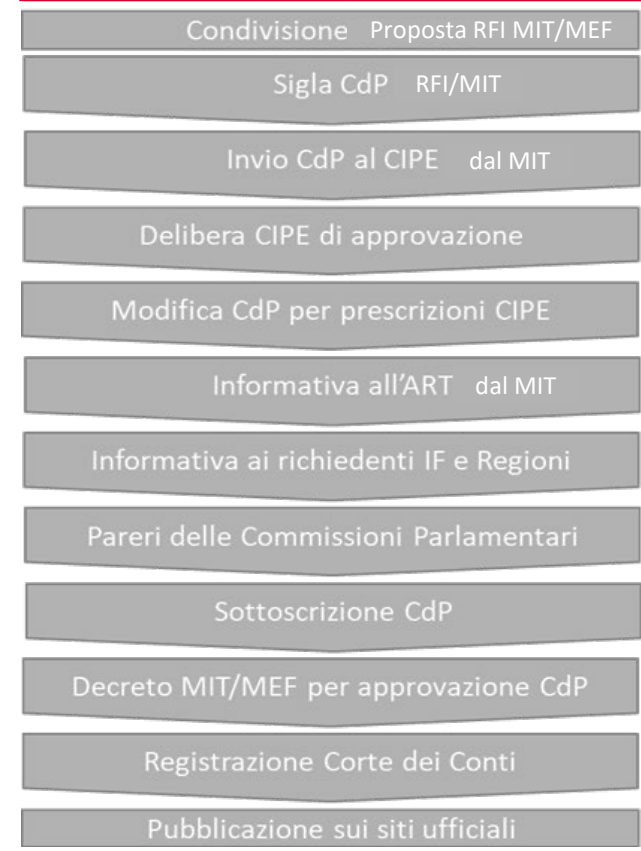 Condivisione Proposta RFI MIT/MEF
Sigla CdP RFI/MIT
Invio CdP al CIPE dal MIT
Delibera CIPE di approvazione
Modifica CdP per prescrizioni CIPE
Informativa all'ART dal MIT
Informativa ai richiedenti IF e Regioni
Pareri delle Commissioni Parlamentari
Sottoscrizione CdP
Decreto MIT/MEF per approvazione CdP
Registrazione Corte dei Conti
Pubblicazione sui siti ufficiali